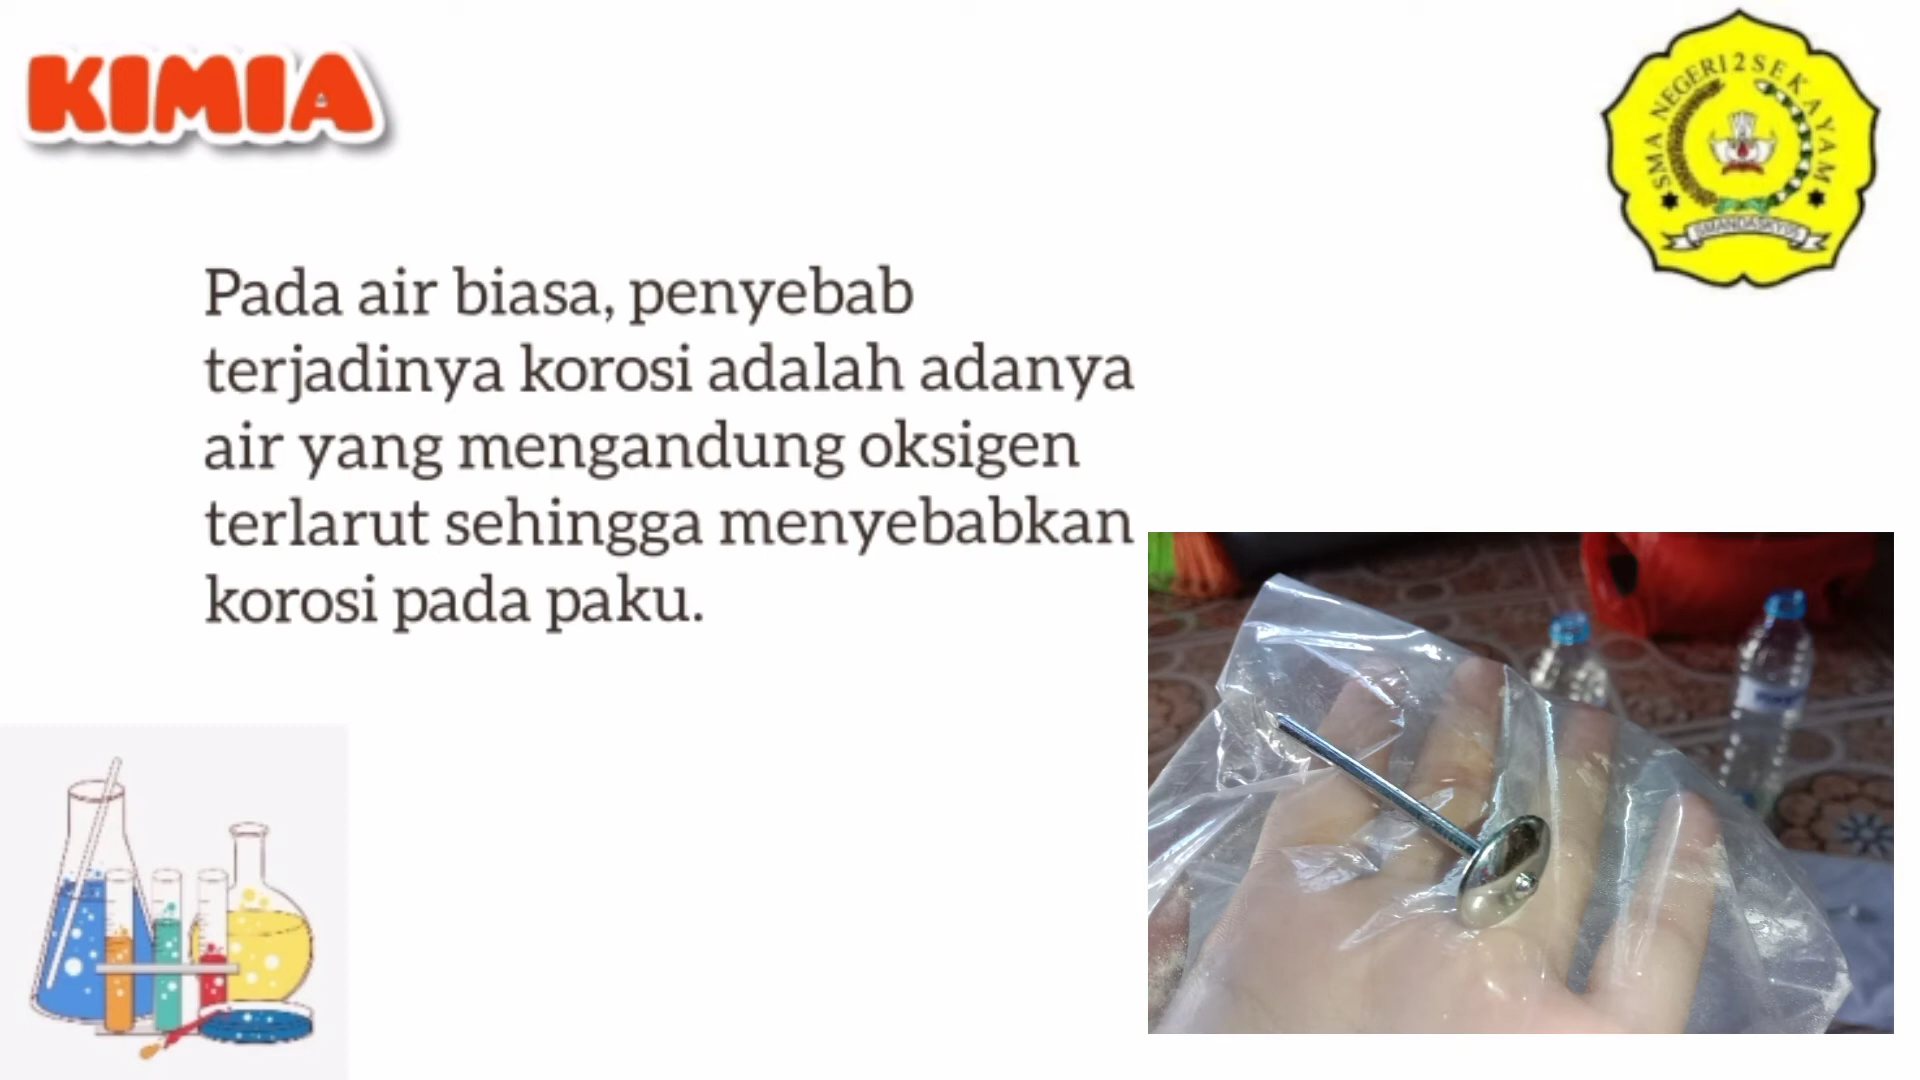 KIMIA
SMA NEGERI 2 SEKAYAM
SMANDASKY05
Pada air biasa, penyebab
terjadinya korosi adalah adanya
air yang mengandung oksigen
terlarut sehingga menyebabkan
korosi pada paku.